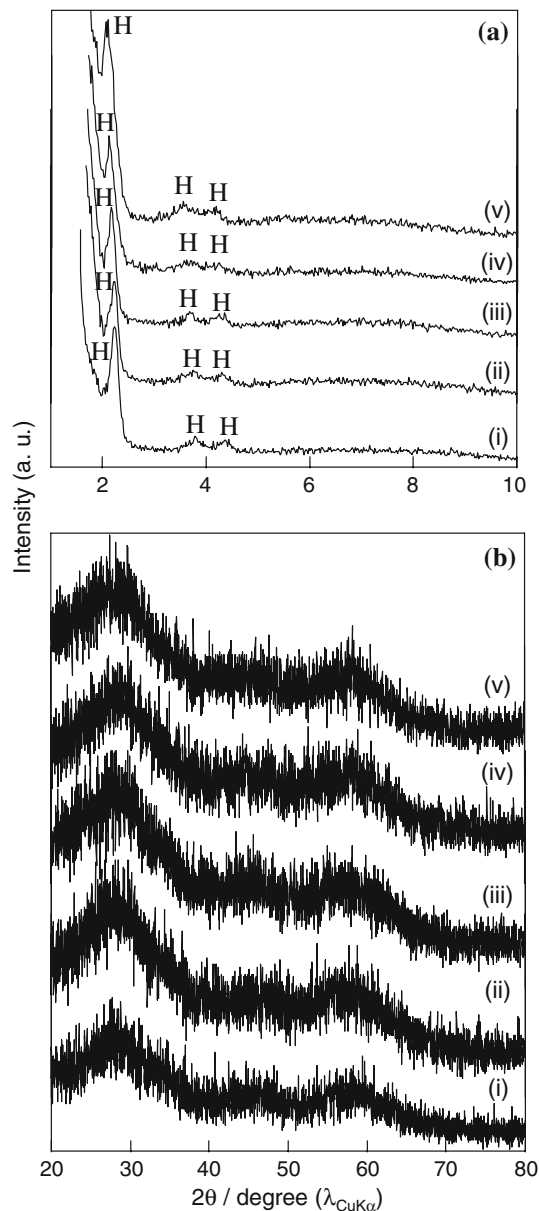 (a)
H
H
H H
(v)
H
H H
(iv)
H
H H
(iii)
H
H H
(ii)
H
H H
(i)
2 4 6 8 10
Intensity (a. u.)
(b)
(v)
(iv)
(iii)
(ii)
(i)
20 30 40 50 60 70 80
2θ / degree (λCuKα)